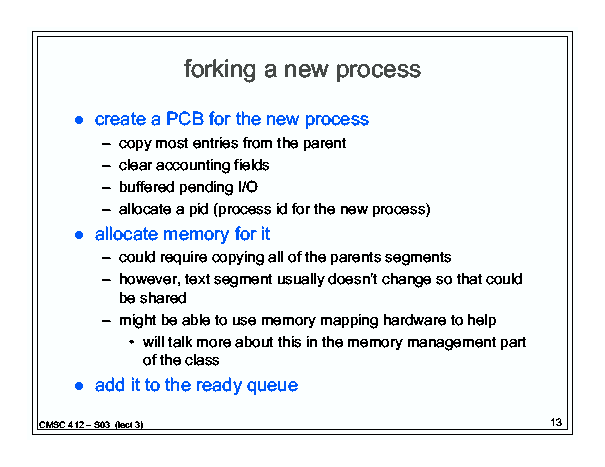 forking a new process
● create a PCB for the new process
– copy most entries from the parent
– clear accounting fields
– buffered pending I/O
– allocate a pid (process id for the new process)
● allocate memory for it
– could require copying all of the parents segments
– however, text segment usually doesn't change so that could
be shared
– might be able to use memory mapping hardware to help
• will talk more about this in the memory management part
of the class
● add it to the ready queue
CMSC 412 – S03 (lect 3)
13